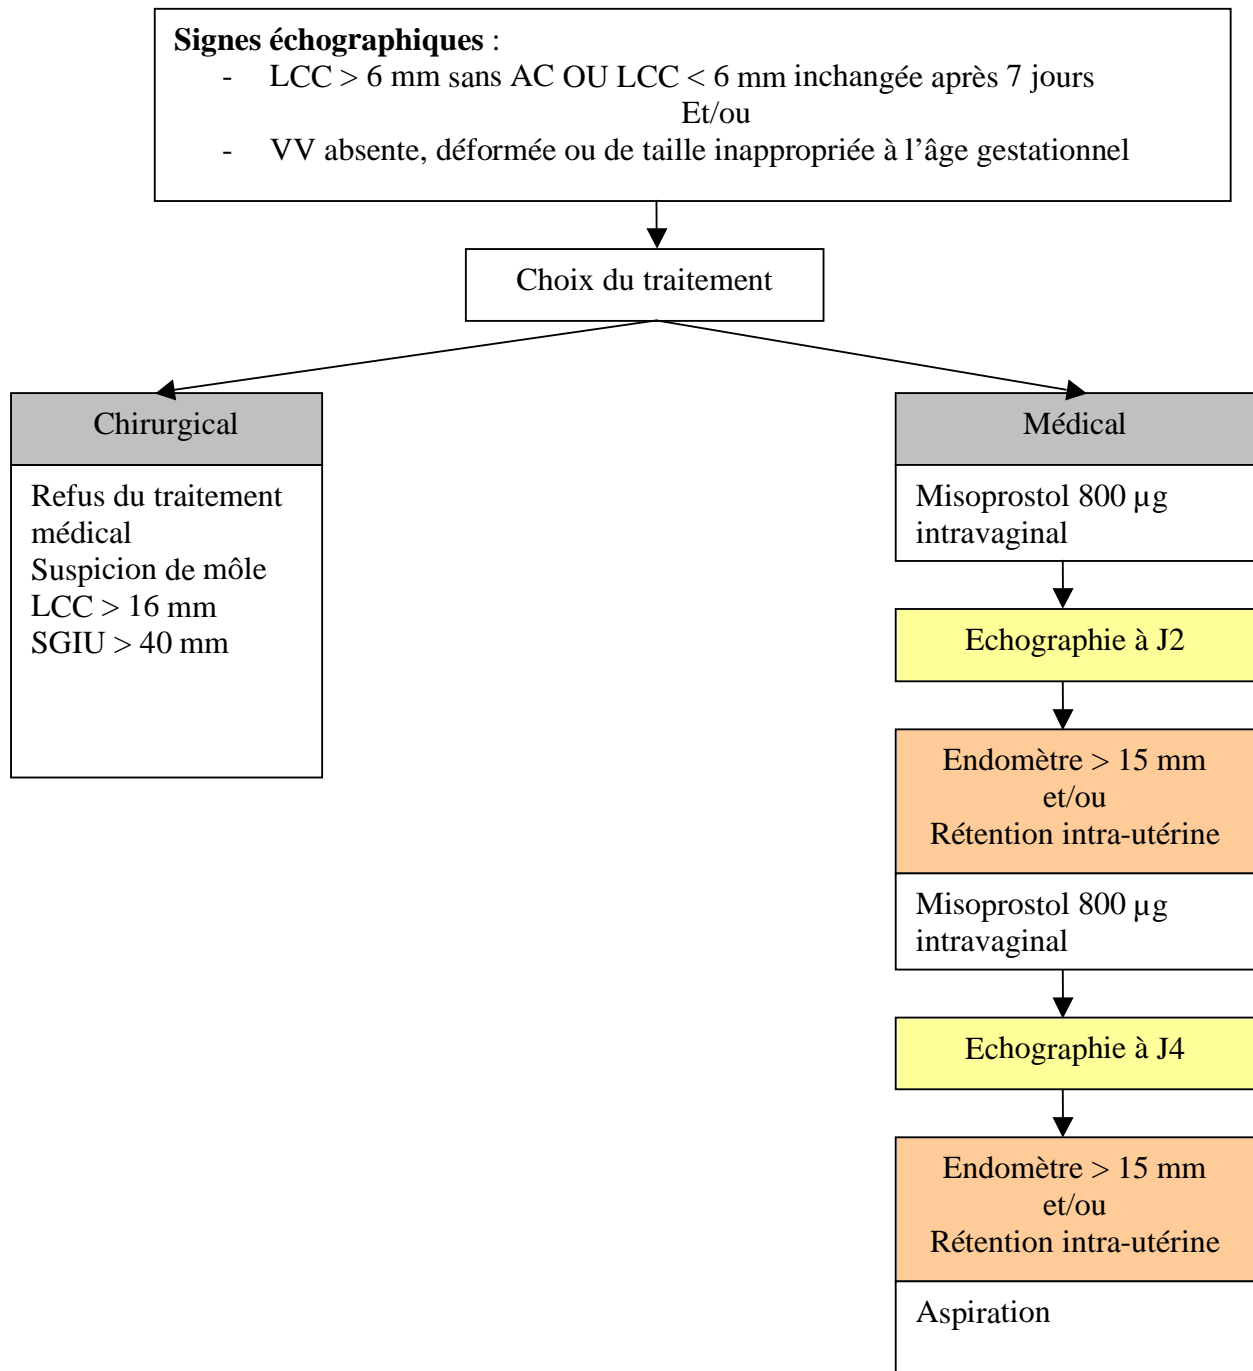 Signes échographiques :
- LCC > 6 mm sans AC OU LCC < 6 mm inchangée après 7 jours
Et/ou
- VV absente, déformée ou de taille inappropriée à l'âge gestationnel
Choix du traitement
Chirurgical
Refus du traitement
médical
Suspicion de môle
LCC > 16 mm
SGIU > 40 mm
Médical
Misoprostol 800 µg
intravaginal
Echographie à J2
Endomètre > 15 mm
et/ou
Rétention intra-utérine
Misoprostol 800 µg
intravaginal
Echographie à J4
Endomètre > 15 mm
et/ou
Rétention intra-utérine
Aspiration